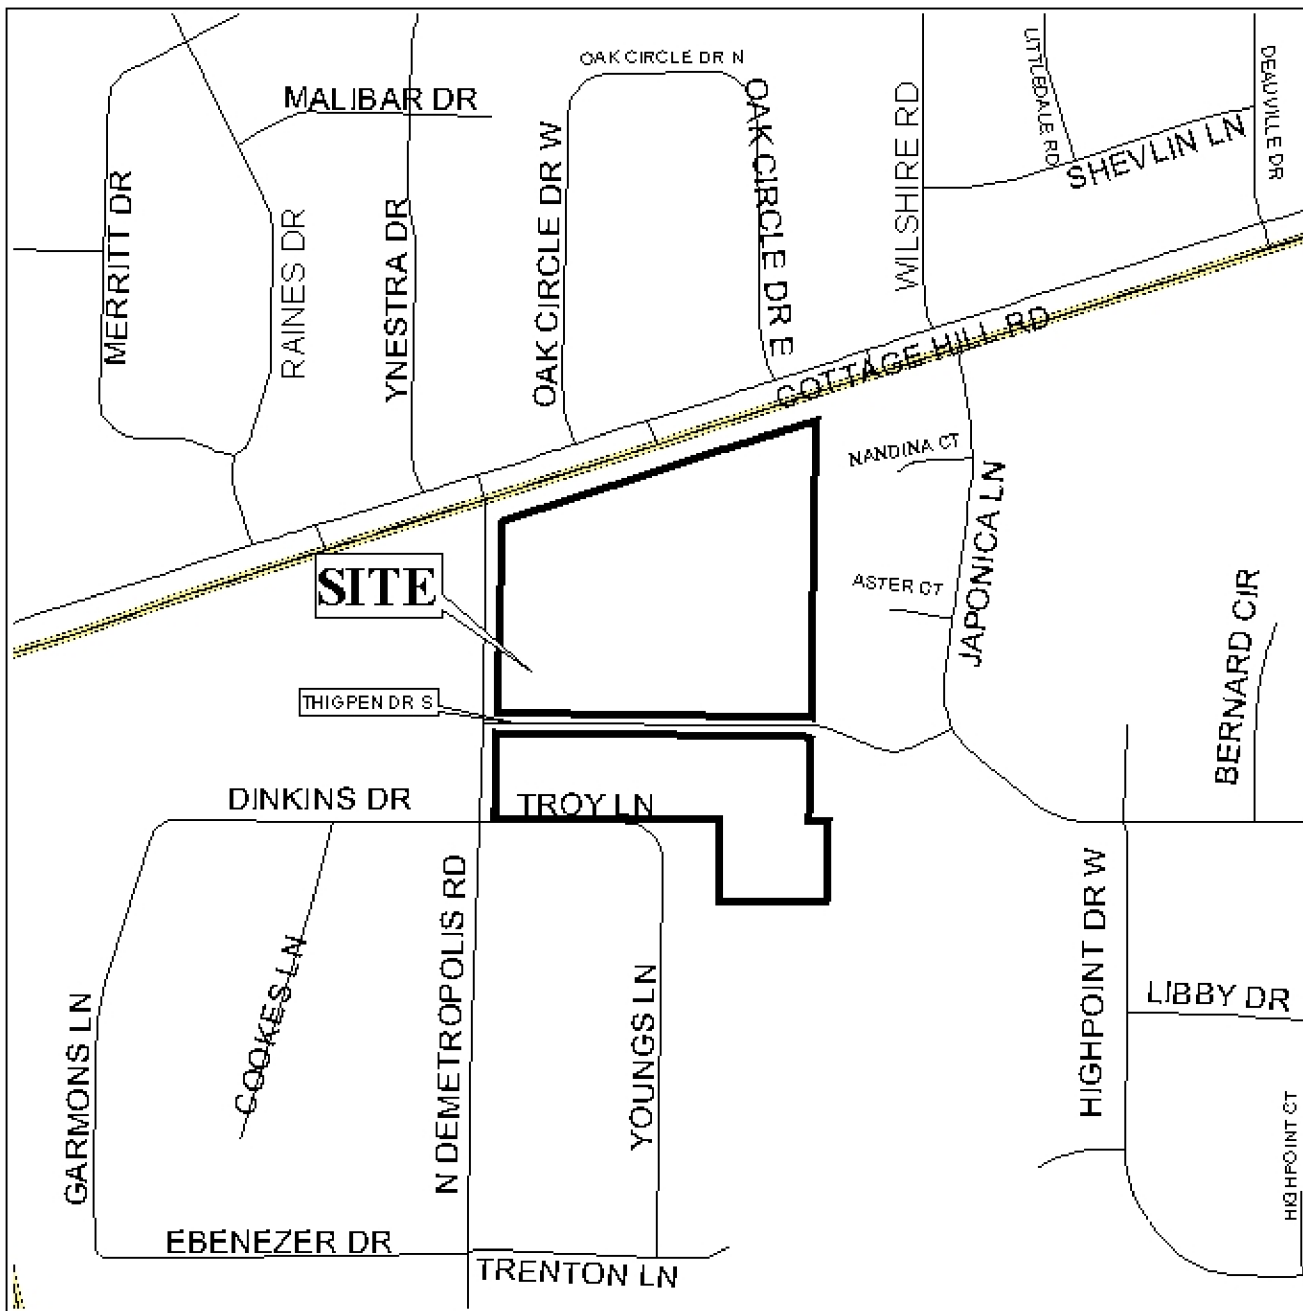 OAK CIRCLE DR N
MALIBAR DR
LITTLEDALE RD
DEAUVILLE DR
SHEVLIN LN
WILSHIRE RD
OAK CIRCLE DR E
OAK CIRCLE DR W
MERRITT DR
RAINES DR
YNESTRA DR
COTTAGE HILL RD
NANDINA CT
JAPONICA LN
ASTER CT
SITE
THIGPEN DR S
BERNARD CIR
DINKINS DR
TROY LN
N DEMETROPOLIS RD
HIGHPOINT DR W
COOKES LN
YOUNGS LN
GARMONS LN
LIBBY DR
HIGHPOINT CT
EBENEZER DR
TRENTON LN